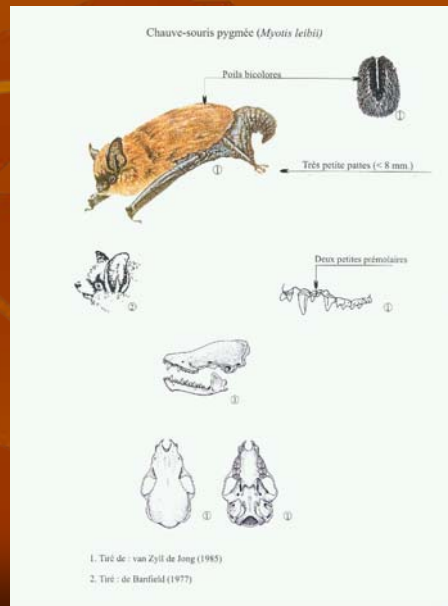 Chauve-souris pygmée (Myotis leibii)
Poils bicolores
①
①
Très petite pattes (< 8 mm.)
②
Deux petites prémolaires
①
①
①
①
1. Tiré de : van Zyll de Jong (1985)
2. Tiré : de Banfield (1977)